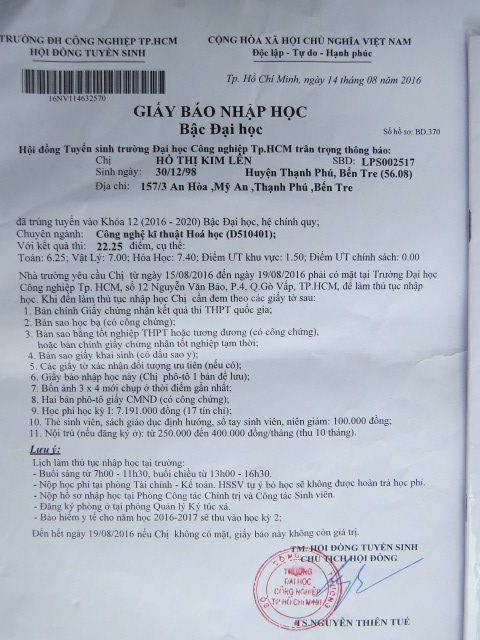 TRƯỜNG ĐH CÔNG NGHIỆP TP.HCM
HỘI ĐỒNG TUYỂN SINH
CỘNG HÒA XÃ HỘI CHỦ NGHĨA VIỆT NAM
Độc lập - Tự do - Hạnh phúc
16NV114632570
Tp. Hồ Chí Minh, ngày 14 tháng 08 năm 2016
GIẤY BÁO NHẬP HỌC
Bậc Đại học
Số hồ sơ: BD.370
Hội đồng Tuyển sinh trường Đại học Công nghiệp Tp.HCM trân trọng thông báo:
Chị HỒ THỊ KIM LÊN SBD: LPS002517
Sinh ngày: 30/12/98 Huyện Thạnh Phú, Bến Tre (56.08)
Địa chỉ: 157/3 An Hòa ,Mỹ An ,Thạnh Phú ,Bến Tre
đã trúng tuyển vào Khóa 12 (2016 - 2020) Bậc Đại học, hệ chính quy;
Chuyên ngành: Công nghệ kĩ thuật Hoá học (D510401);
Với kết quả thi: 22.25 điểm, cụ thể:
Toán: 6.25; Vật Lý: 7.00; Hóa Học: 7.40; Điểm ƯT khu vực: 1.50; Điểm ƯT chính sách: 0.00
Nhà trường yêu cầu Chị từ ngày 15/08/2016 đến ngày 19/08/2016 phải có mặt tại Trường Đại học
Công nghiệp Tp. HCM, số 12 Nguyễn Văn Bảo, P.4, Q.Gò Vấp, TP.HCM, để làm thủ tục nhập
học. Khi đến làm thủ tục nhập học Chị cần đem theo các giấy tờ sau:
1. Bản chính Giấy chứng nhận kết quả thi THPT quốc gia;
2. Bản sao học bạ (có công chứng);
3. Bản sao bằng tốt nghiệp THPT hoặc tương đương (có công chứng),
hoặc bản chính giấy chứng nhận tốt nghiệp tạm thời;
4. Bản sao giấy khai sinh (có dấu sao y);
5. Các giấy tờ xác nhận đối tượng ưu tiên (nếu có);
6. Giấy báo nhập học này (Chị phô-tô 1 bản để lưu);
7. Bốn ảnh 3 x 4 mới chụp ở thời điểm gần nhất;
8. Hai bản phô-tô giấy CMND (có công chứng);
9. Học phí học kỳ I: 7.191.000 đồng (17 tín chỉ);
10. Thẻ sinh viên, sách giáo dục định hướng, sổ tay sinh viên, niên giám: 100.000 đồng;
11. Nội trú (nếu đăng ký ở): từ 250.000 đến 400.000 đồng/tháng (thu 10 tháng).
Lưu ý:
Lịch làm thủ tục nhập học tại trường:
- Buổi sáng từ 7h00 - 11h30, buổi chiều từ 13h00 - 16h30.
- Nộp học phí tại phòng Tài chính - Kế toán. HSSV tự ý bỏ học sẽ không được hoàn trả học phí.
- Nộp hồ sơ nhập học tại Phòng Công tác Chính trị và Công tác Sinh viên.
- Đăng ký phòng ở tại phòng Quản lý Ký túc xá.
- Bảo hiểm y tế cho năm học 2016-2017 sẽ thu vào học kỳ 2;
Đến hết ngày 19/08/2016 nếu Chị không có mặt, giấy báo này không còn giá trị.
TM. HỘI ĐỒNG TUYỂN SINH
CHỦ TỊCH HỘI ĐỒNG
TRƯỜNG
ĐẠI HỌC
CÔNG NGHIỆP
TP HỒ CHÍ MINH
TS.NGUYỄN THIÊN TUẾ